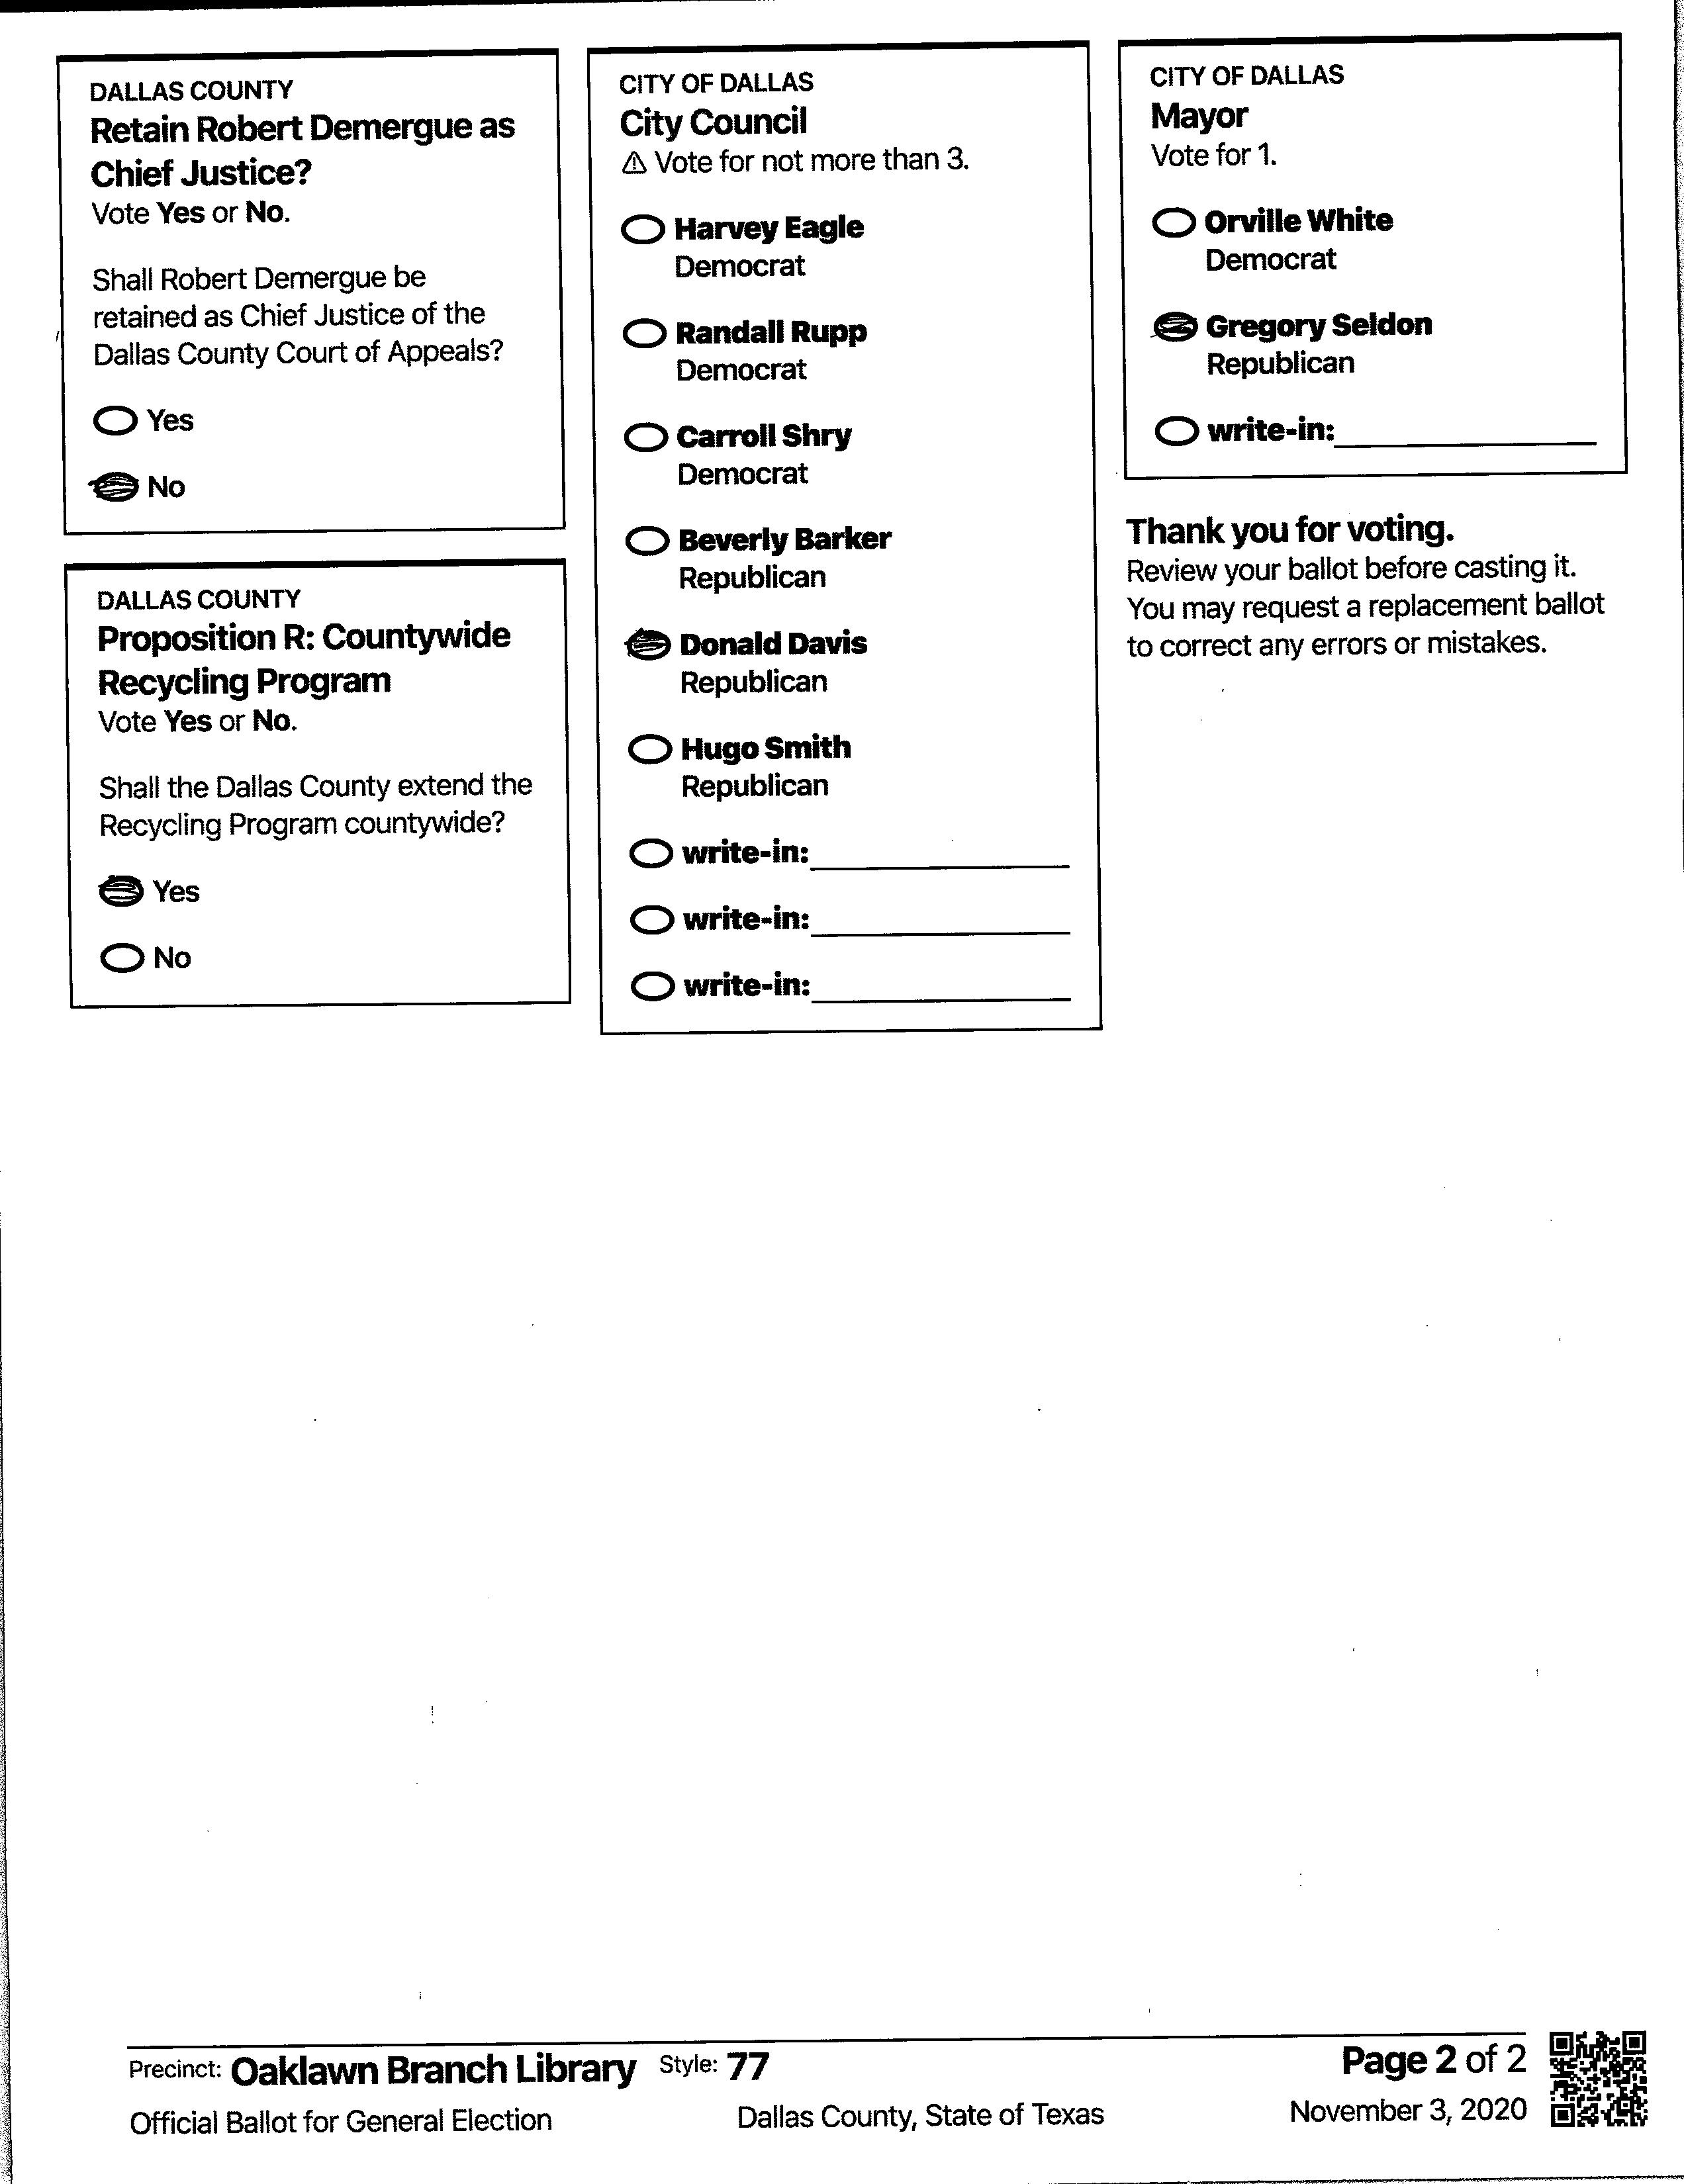 DALLAS COUNTY
Retain Robert Demergue as
Chief Justice?
Vote Yes or No.
Shall Robert Demergue be
retained as Chief Justice of the
Dallas County Court of Appeals?
Yes
No
DALLAS COUNTY
Proposition R: Countywide
Recycling Program
Vote Yes or No.
Shall the Dallas County extend the
Recycling Program countywide?
Yes
No
CITY OF DALLAS
City Council
⚠ Vote for not more than 3.
Harvey Eagle
Democrat
Randall Rupp
Democrat
Carroll Shry
Democrat
Beverly Barker
Republican
Donald Davis
Republican
Hugo Smith
Republican
write-in:
write-in:
write-in:
CITY OF DALLAS
Mayor
Vote for 1.
Orville White
Democrat
Gregory Seldon
Republican
write-in:
Thank you for voting.
Review your ballot before casting it.
You may request a replacement ballot
to correct any errors or mistakes.
Precinct: Oaklawn Branch Library Style: 77
Page 2 of 2
Official Ballot for General Election
Dallas County, State of Texas
November 3, 2020